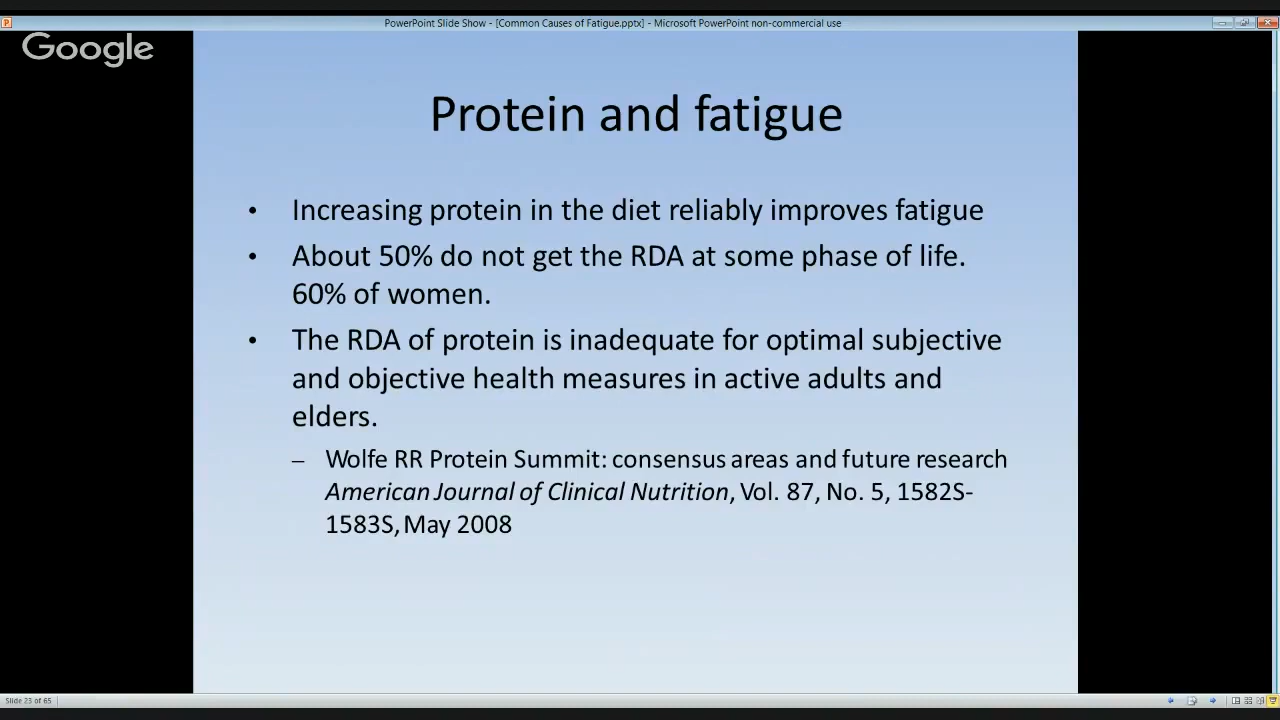 PowerPoint Slide Show - [Common Causes of Fatigue.pptx] - Microsoft PowerPoint non-commercial use
Google
Protein and fatigue
• Increasing protein in the diet reliably improves fatigue
• About 50% do not get the RDA at some phase of life.
60% of women.
• The RDA of protein is inadequate for optimal subjective
and objective health measures in active adults and
elders.
– Wolfe RR Protein Summit: consensus areas and future research
American Journal of Clinical Nutrition, Vol. 87, No. 5, 1582S-
1583S, May 2008
Slide 23 of 65